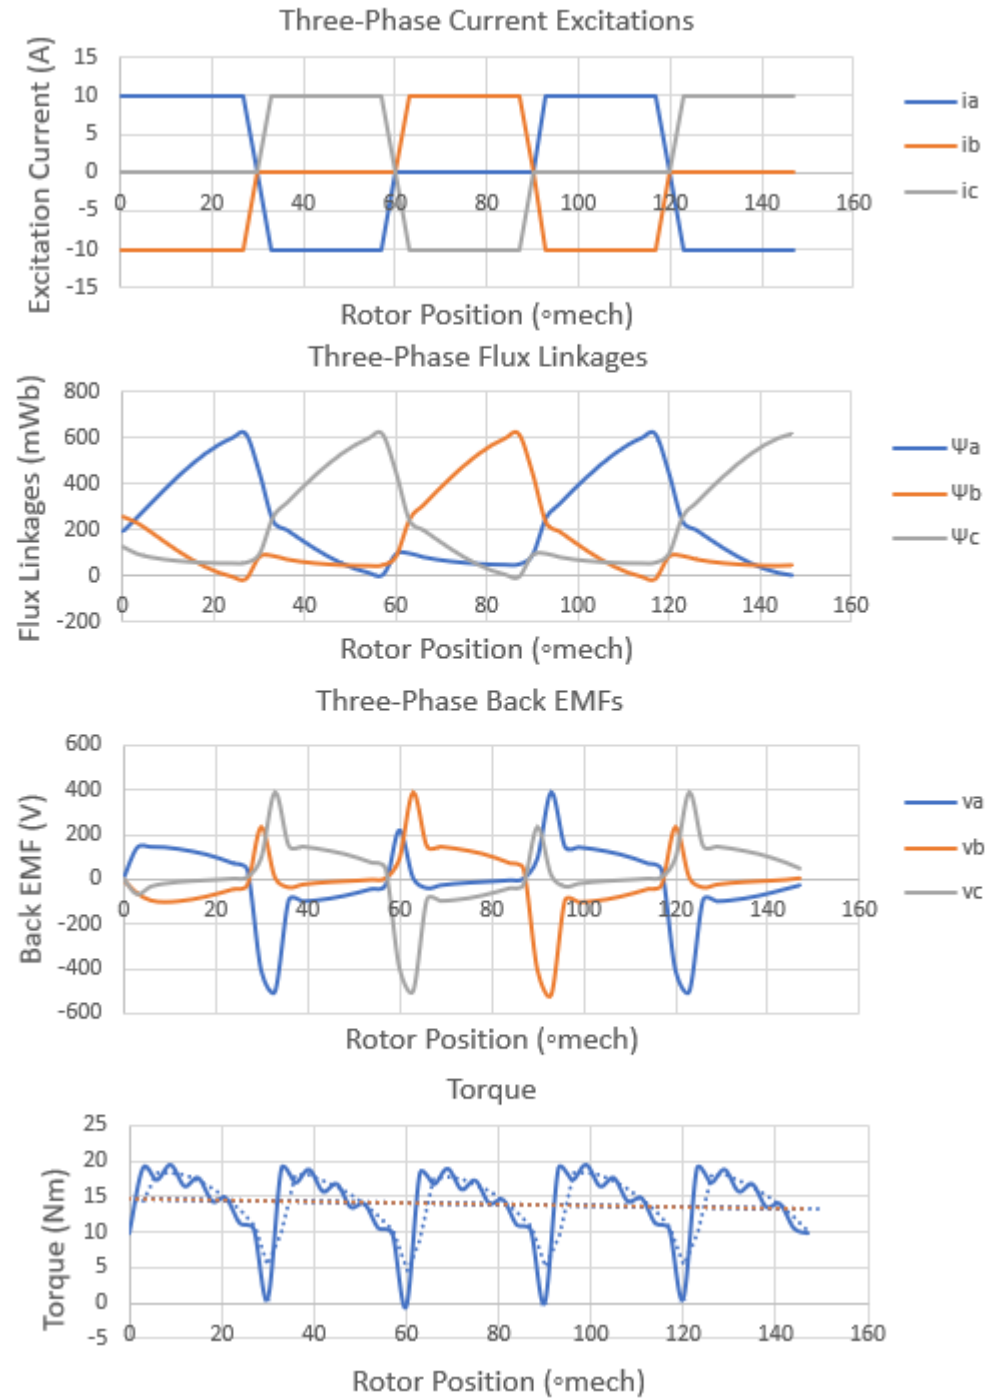 Three-Phase Current Excitations
Excitation Current (A)
15
10
5
0
-5
-10
-15
0 20 40 60 80 100 120 140 160
Rotor Position (∘mech)
ia
ib
ic
Three-Phase Flux Linkages
Flux Linkages (mWb)
800
600
400
200
0
-200
0 20 40 60 80 100 120 140 160
Rotor Position (∘mech)
Ψa
Ψb
Ψc
Three-Phase Back EMFs
Back EMF (V)
600
400
200
0
-200
-400
-600
0 20 40 60 80 100 120 140 160
Rotor Position (∘mech)
va
vb
vc
Torque
Torque (Nm)
25
20
15
10
5
0
-5
0 20 40 60 80 100 120 140 160
Rotor Position (∘mech)